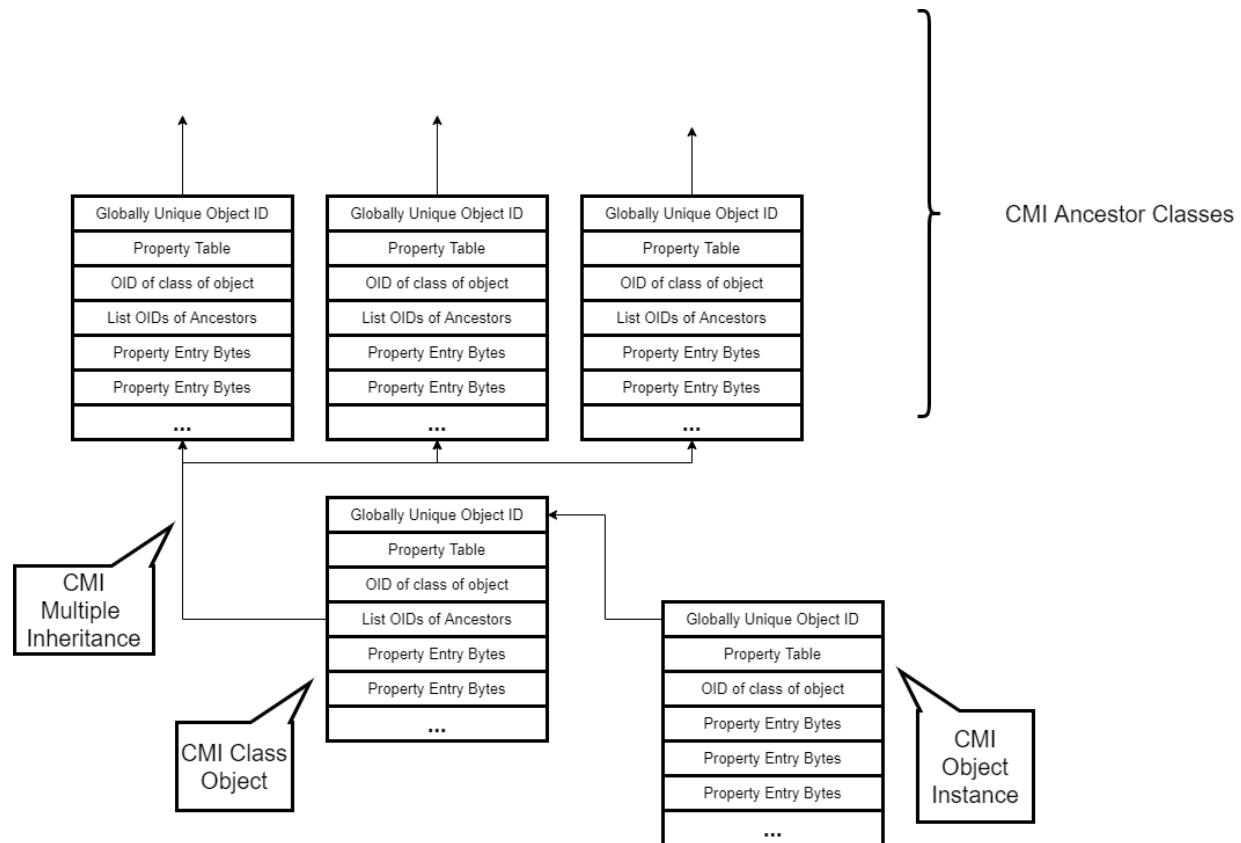 CMI Ancestor Classes
Globally Unique Object ID
Property Table
OID of class of object
List OIDs of Ancestors
Property Entry Bytes
Property Entry Bytes
...
Globally Unique Object ID
Property Table
OID of class of object
List OIDs of Ancestors
Property Entry Bytes
Property Entry Bytes
...
Globally Unique Object ID
Property Table
OID of class of object
List OIDs of Ancestors
Property Entry Bytes
Property Entry Bytes
...
CMI
Multiple
Inheritance
Globally Unique Object ID
Property Table
OID of class of object
List OIDs of Ancestors
Property Entry Bytes
Property Entry Bytes
...
CMI Class
Object
Globally Unique Object ID
Property Table
OID of class of object
Property Entry Bytes
Property Entry Bytes
Property Entry Bytes
...
CMI
Object
Instance